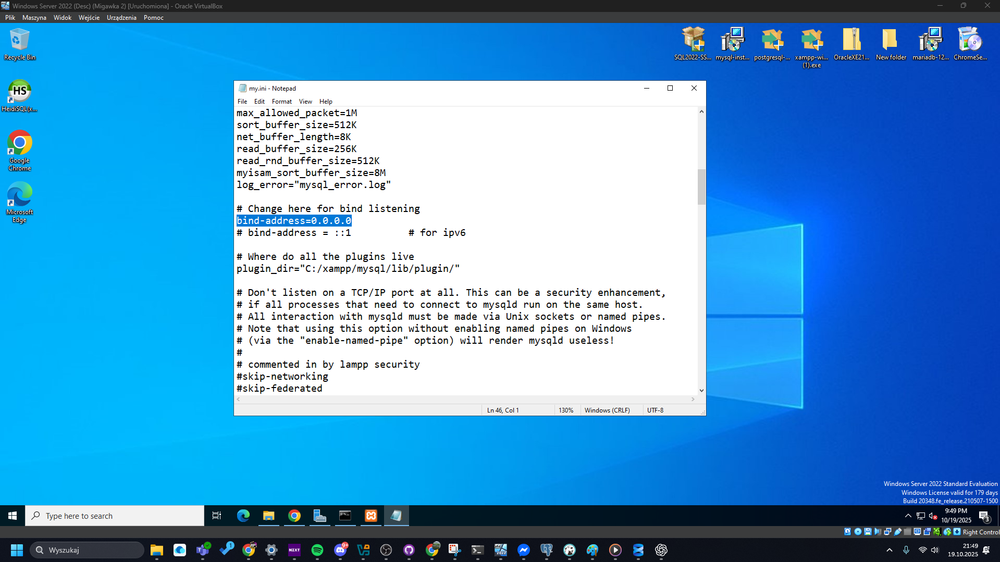 Windows Server 2022 (Desc) (Migawka 2) [Uruchomiona] - Oracle VirtualBox
Plik Maszyna Widok Wejście Urządzenia Pomoc
Recycle Bin
HeidiSQL(x...
Google Chrome
Microsoft Edge
SQL2022-SS...
mysql-inst...
postgresql-...
xampp-wi... (1).exe
OracleXE21...
New folder
mariadb-12...
ChromeSe...
my.ini - Notepad
File Edit Format View Help
max_allowed_packet=1M
sort_buffer_size=512K
net_buffer_length=8K
read_buffer_size=256K
read_rnd_buffer_size=512K
myisam_sort_buffer_size=8M
log_error="mysql_error.log"
# Change here for bind listening
bind-address=0.0.0.0
# bind-address = ::1          # for ipv6
# Where do all the plugins live
plugin_dir="C:/xampp/mysql/lib/plugin/"
# Don't listen on a TCP/IP port at all. This can be a security enhancement,
# if all processes that need to connect to mysqld run on the same host.
# All interaction with mysqld must be made via Unix sockets or named pipes.
# Note that using this option without enabling named pipes on Windows
# (via the "enable-named-pipe" option) will render mysqld useless!
#
# commented in by lampp security
#skip-networking
#skip-federated
Ln 46, Col 1 130% Windows (CRLF) UTF-8
Windows Server 2022 Standard Evaluation
Windows License valid for 179 days
Build 20348.fe_release.210507-1500
Type here to search
9:49 PM
10/19/2025
3
Right Control
Wyszukaj
1
NZXT
9+
21:49
19.10.2025